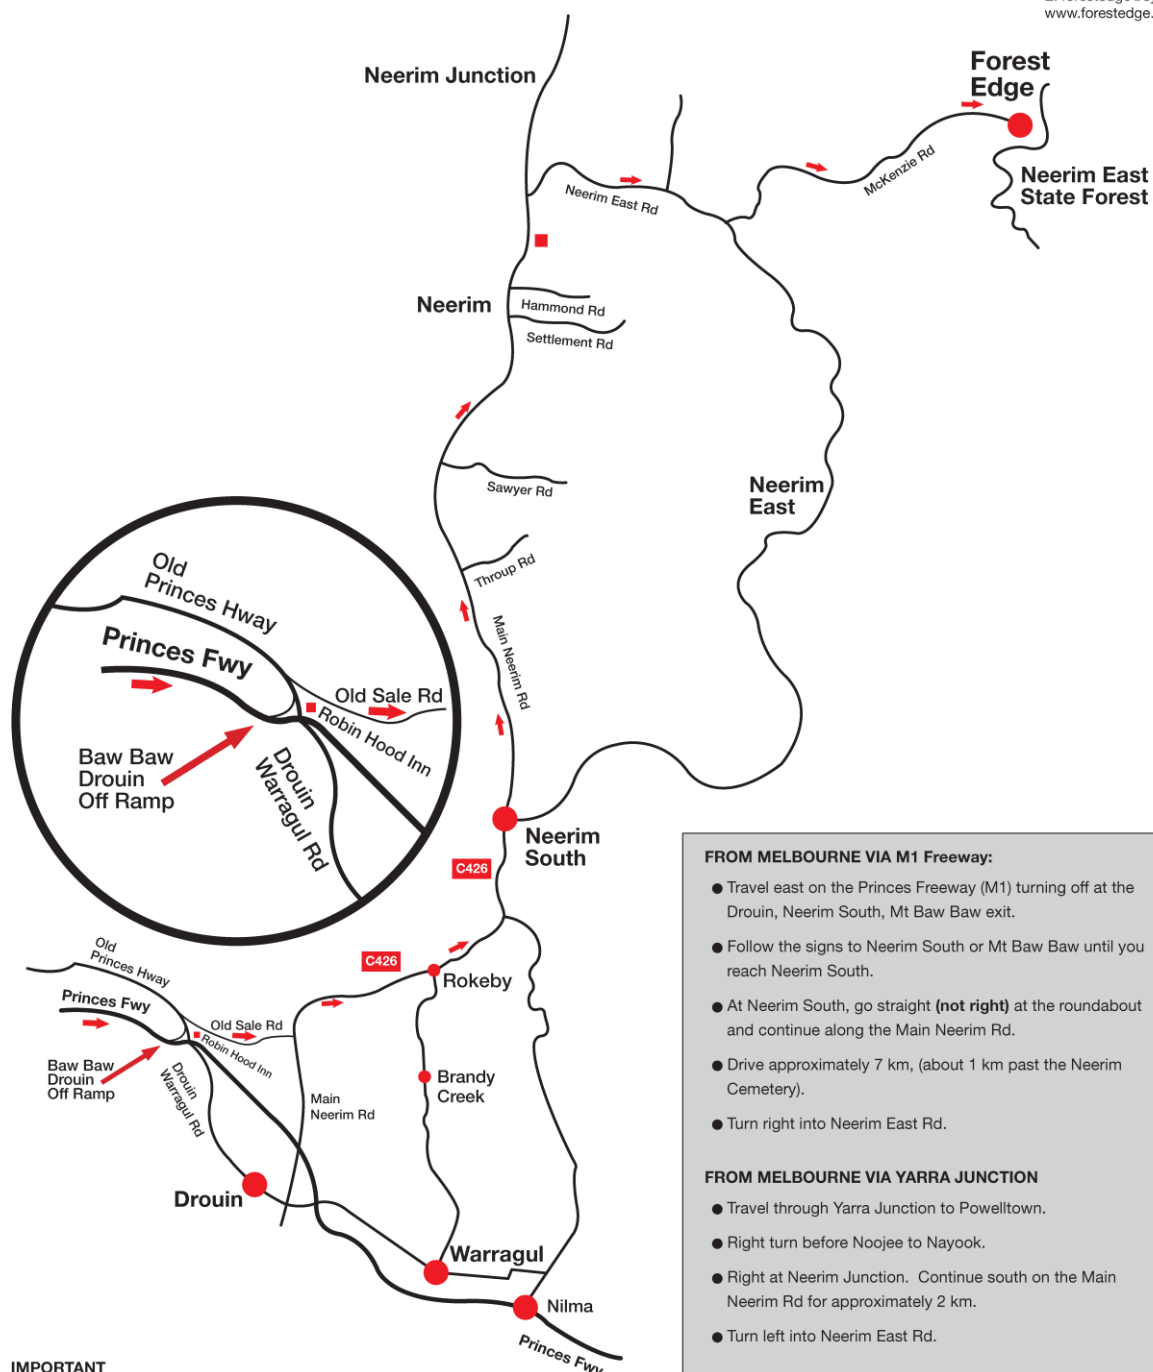 www.forestedge.
Neerim Junction
Forest
Edge
McKenzie Rd
Neerim East
State Forest
Neerim East Rd
Neerim
Hammond Rd
Settlement Rd
Sawyer Rd
Neerim
East
Throup Rd
Main Neerim Rd
Old
Princes Hway
Princes Fwy
Old Sale Rd
Robin Hood Inn
Baw Baw
Drouin
Off Ramp
Drouin
Warragul Rd
Neerim
South
C426
C426
Rokeby
Old
Princes Hway
Princes Fwy
Old Sale Rd
Robin Hood Inn
Baw Baw
Drouin
Off Ramp
Drouin
Warragul Rd
Main
Neerim Rd
Brandy
Creek
Drouin
Warragul
Nilma
Princes Fwy
FROM MELBOURNE VIA M1 Freeway:
● Travel east on the Princes Freeway (M1) turning off at the
Drouin, Neerim South, Mt Baw Baw exit.
● Follow the signs to Neerim South or Mt Baw Baw until you
reach Neerim South.
● At Neerim South, go straight (not right) at the roundabout
and continue along the Main Neerim Rd.
● Drive approximately 7 km, (about 1 km past the Neerim
Cemetery).
● Turn right into Neerim East Rd.
FROM MELBOURNE VIA YARRA JUNCTION
● Travel through Yarra Junction to Powelltown.
● Right turn before Noojee to Nayook.
● Right at Neerim Junction. Continue south on the Main
Neerim Rd for approximately 2 km.
● Turn left into Neerim East Rd.
IMPORTANT